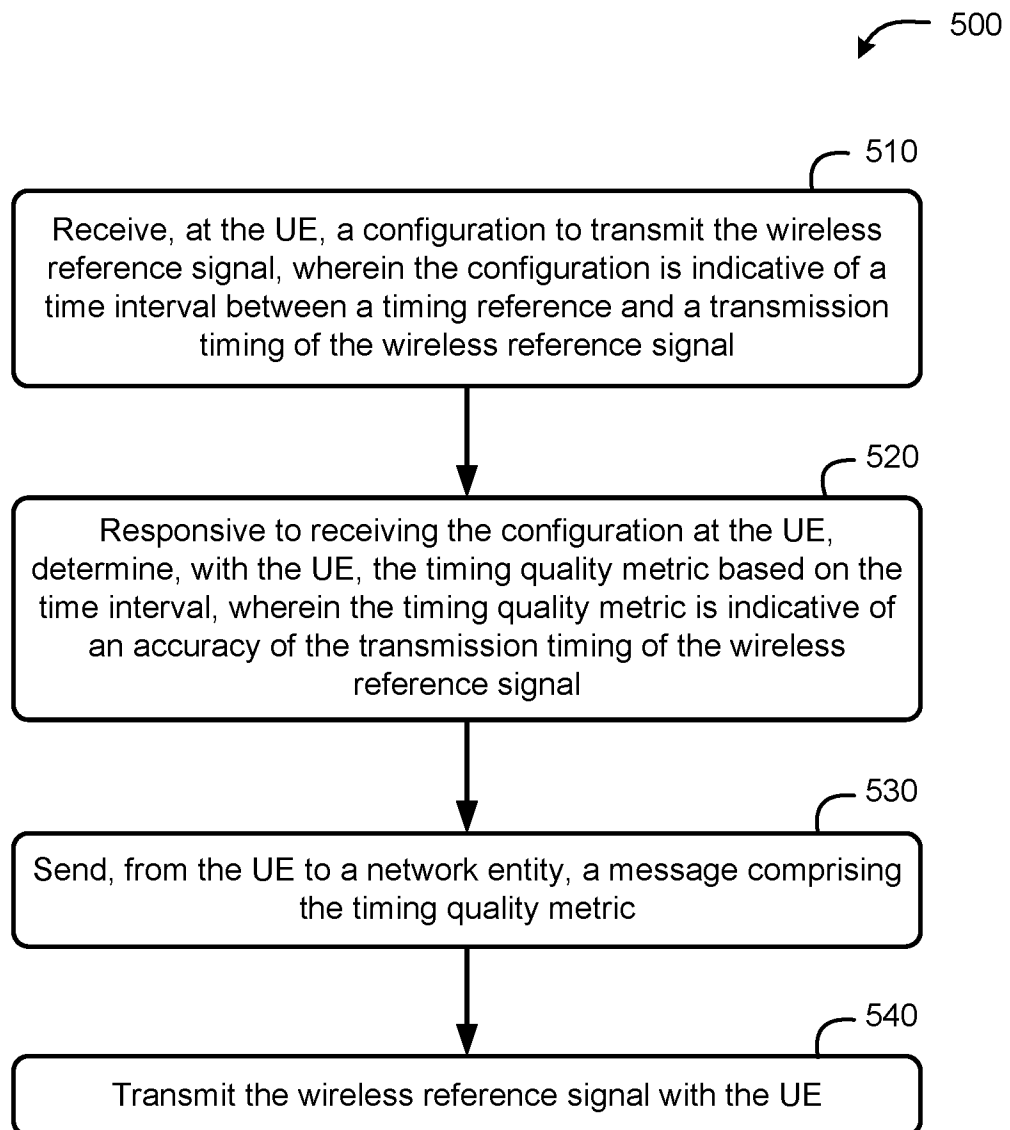 500
510
Receive, at the UE, a configuration to transmit the wireless
reference signal, wherein the configuration is indicative of a
time interval between a timing reference and a transmission
timing of the wireless reference signal
520
Responsive to receiving the configuration at the UE,
determine, with the UE, the timing quality metric based on the
time interval, wherein the timing quality metric is indicative of
an accuracy of the transmission timing of the wireless
reference signal
530
Send, from the UE to a network entity, a message comprising
the timing quality metric
540
Transmit the wireless reference signal with the UE